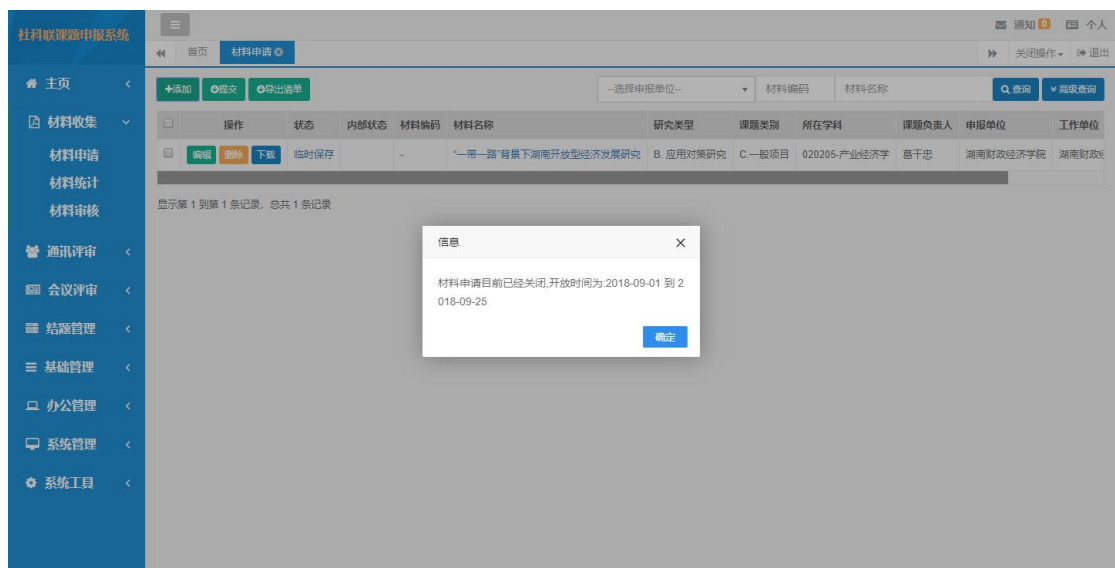 社科联课题申报系统
通知 0 个人
首页 材料申请 关闭操作 退出
主页
材料收集
材料申请
材料统计
材料审核
通讯评审
会议评审
结题管理
基础管理
办公管理
系统管理
系统工具
+添加 提交 导出清单 --选择申报单位-- 材料编码 材料名称 查询 高级查询
操作 状态 内部状态 材料编码 材料名称 研究类型 课题类别 所在学科 课题负责人 申报单位 工作单位
编辑 删除 下载 临时保存 - “一带一路”背景下湖南开放型经济发展研究 B. 应用对策研究 C.一般项目 020205-产业经济学 葛干忠 湖南财政经济学院 湖南财政
显示第 1 到第 1 条记录，总共 1 条记录
信息
材料申请目前已经关闭,开放时间为:2018-09-01 到 2
018-09-25
确定